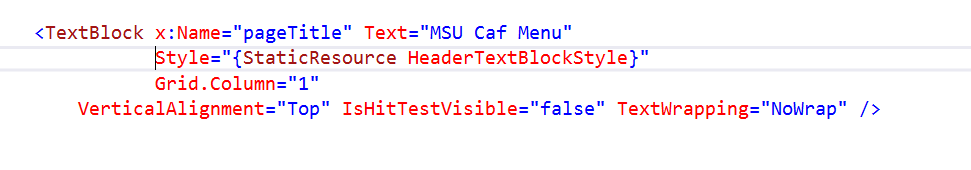 <TextBlock x:Name="pageTitle" Text="MSU Caf Menu"
Style="{StaticResource HeaderTextBlockStyle}"
Grid.Column="1"
VerticalAlignment="Top" IsHitTestVisible="false" TextWrapping="NoWrap" />